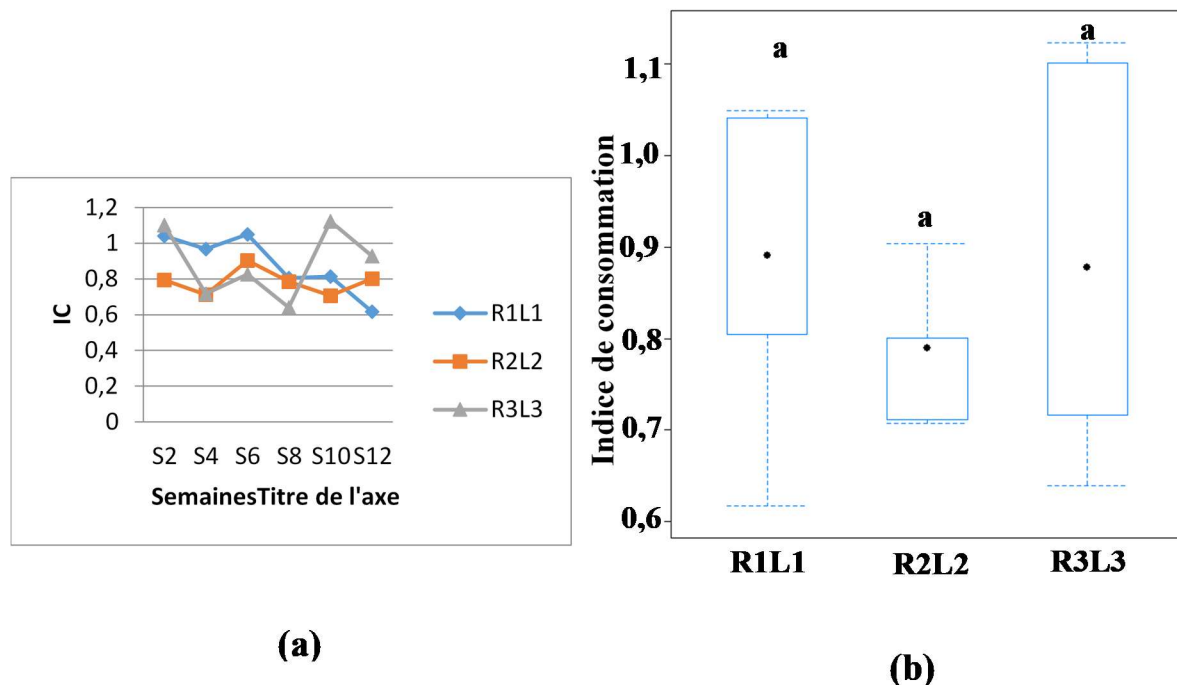 1,2
1
0,8
0,6
0,4
0,2
0
IC
S2 S4 S6 S8 S10 S12
SemainesTitre de l'axe
R1L1
R2L2
R3L3
(a)
Indice de consommation
1,1
1,0
0,9
0,8
0,7
0,6
a
a
a
R1L1 R2L2 R3L3
(b)